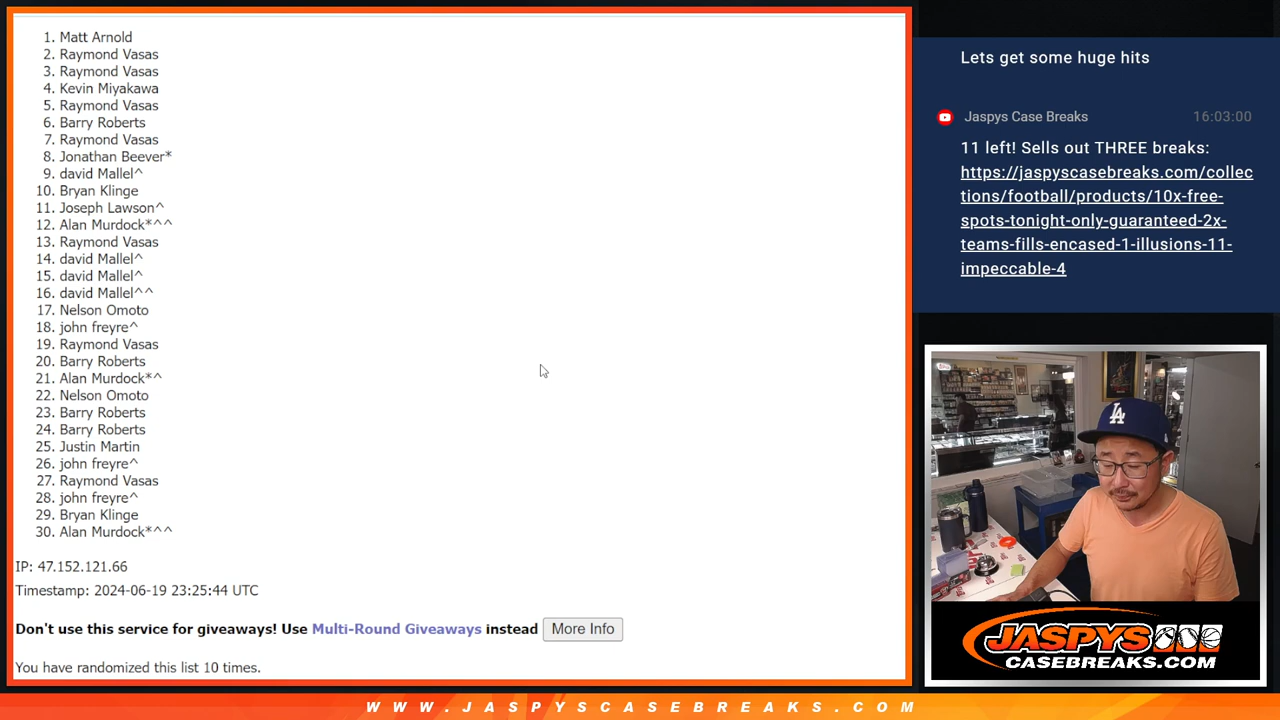 1. Matt Arnold
2. Raymond Vasas
3. Raymond Vasas
4. Kevin Miyakawa
5. Raymond Vasas
6. Barry Roberts
7. Raymond Vasas
8. Jonathan Beever*
9. david Mallel^
10. Bryan Klinge
11. Joseph Lawson^
12. Alan Murdock*^^
13. Raymond Vasas
14. david Mallel^
15. david Mallel^
16. david Mallel^^
17. Nelson Omoto
18. john freyre^
19. Raymond Vasas
20. Barry Roberts
21. Alan Murdock*^
22. Nelson Omoto
23. Barry Roberts
24. Barry Roberts
25. Justin Martin
26. john freyre^
27. Raymond Vasas
28. john freyre^
29. Bryan Klinge
30. Alan Murdock*^^
IP: 47.152.121.66
Timestamp: 2024-06-19 23:25:44 UTC
Don't use this service for giveaways! Use Multi-Round Giveaways instead More Info
You have randomized this list 10 times.
Lets get some huge hits
Jaspys Case Breaks 16:03:00
11 left! Sells out THREE breaks:
https://jaspyscasebreaks.com/collec
tions/football/products/10x-free-
spots-tonight-only-guaranteed-2x-
teams-fills-encased-1-illusions-11-
impeccable-4
LA
JASPYS
CASEBREAKS.COM
WWW.JASPYSCASEBREAKS.COM